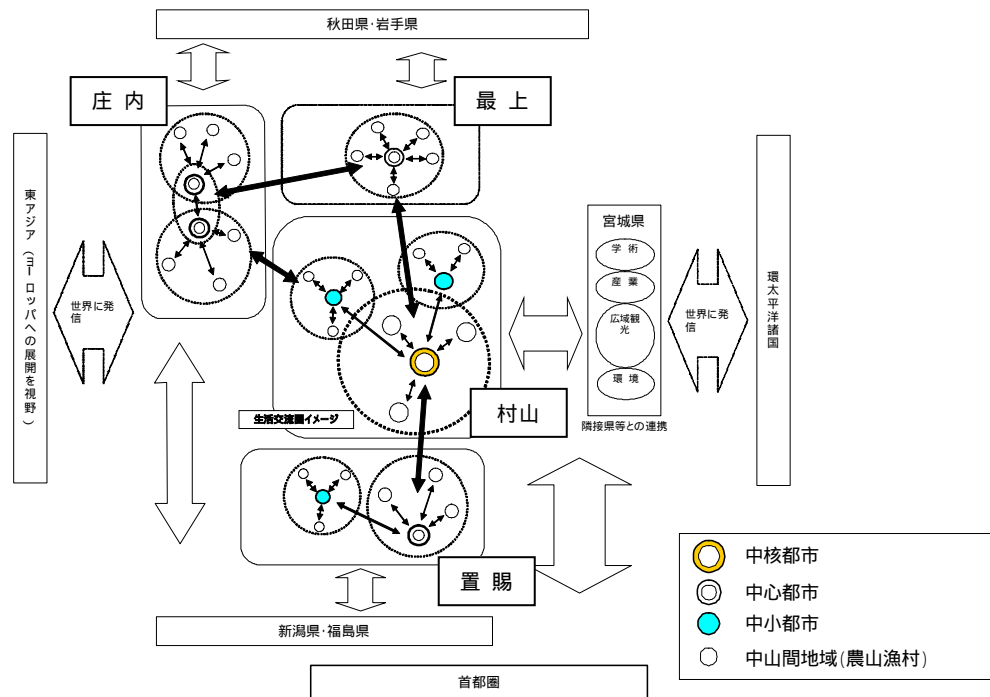 秋田県･岩手県
庄 内
最 上
東アジア（ヨーロッパへの展開を視野）
世界に発
信
宮城県
学 術
産 業
広域観
光
環 境
隣接県等との連携
世界に発
信
環太平洋諸国
生活交流圏イメージ
村山
置 賜
新潟県･福島県
首都圏
中核都市
中心都市
中小都市
中山間地域(農山漁村)